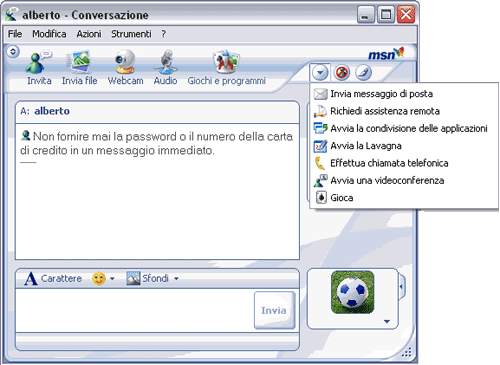 alberto - Conversazione
File Modifica Azioni Strumenti ?
msn
Invita Invia file Webcam Audio Giochi e programmi
Invia messaggio di posta
Richiedi assistenza remota
Avvia la condivisione delle applicazioni
Avvia la Lavagna
Effettua chiamata telefonica
Avvia una videoconferenza
Gioca
A: alberto
Non fornire mai la password o il numero della carta
di credito in un messaggio immediato.
A Carattere Sfondi
Invia